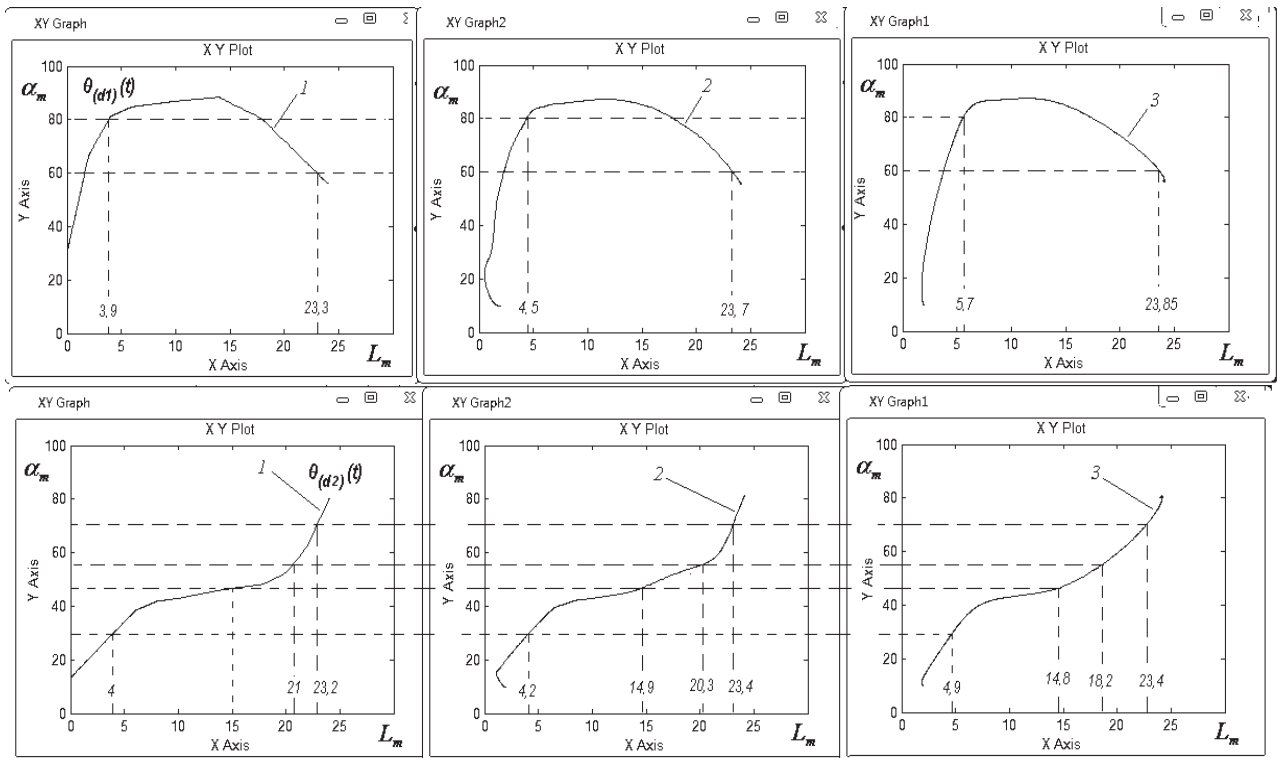 XY Graph
X Y Plot
α_m
θ_(d1)(t)
1
100
80
60
40
20
0
Y Axis
3,9
23,3
0 5 10 15 20 25
X Axis
L_m
XY Graph2
X Y Plot
α_m
2
100
80
60
40
20
0
Y Axis
4,5
23,7
0 5 10 15 20 25
X Axis
L_m
XY Graph1
X Y Plot
α_m
3
100
80
60
40
20
0
Y Axis
5,7
23,85
0 5 10 15 20 25
X Axis
L_m
XY Graph
X Y Plot
α_m
1
θ_(d2)(t)
100
80
60
40
20
0
Y Axis
4
21
23,2
0 5 10 15 20 25
X Axis
L_m
XY Graph2
X Y Plot
α_m
2
100
80
60
40
20
0
Y Axis
4,2
14,9
20,3
23,4
0 5 10 15 20 25
X Axis
L_m
XY Graph1
X Y Plot
α_m
3
100
80
60
40
20
0
Y Axis
4,9
14,8
18,2
23,4
0 5 10 15 20 25
X Axis
L_m